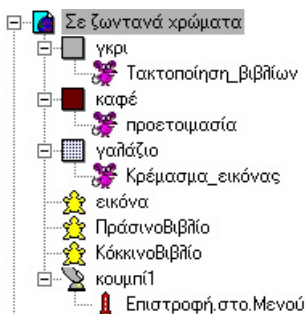 Σε ζωντανά χρώματα
γκρι
Τακτοποίηση_βιβλίων
καφέ
προετοιμασία
γαλάζιο
Κρέμασμα_εικόνας
εικόνα
ΠράσινοΒιβλίο
ΚόκκινοΒιβλίο
κουμπί1
Επιστροφή.στο.Μενού